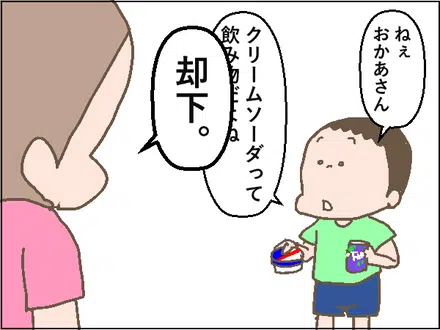 ねぇ
おかあさん
クリームソーダって
飲み物だよね
却下。